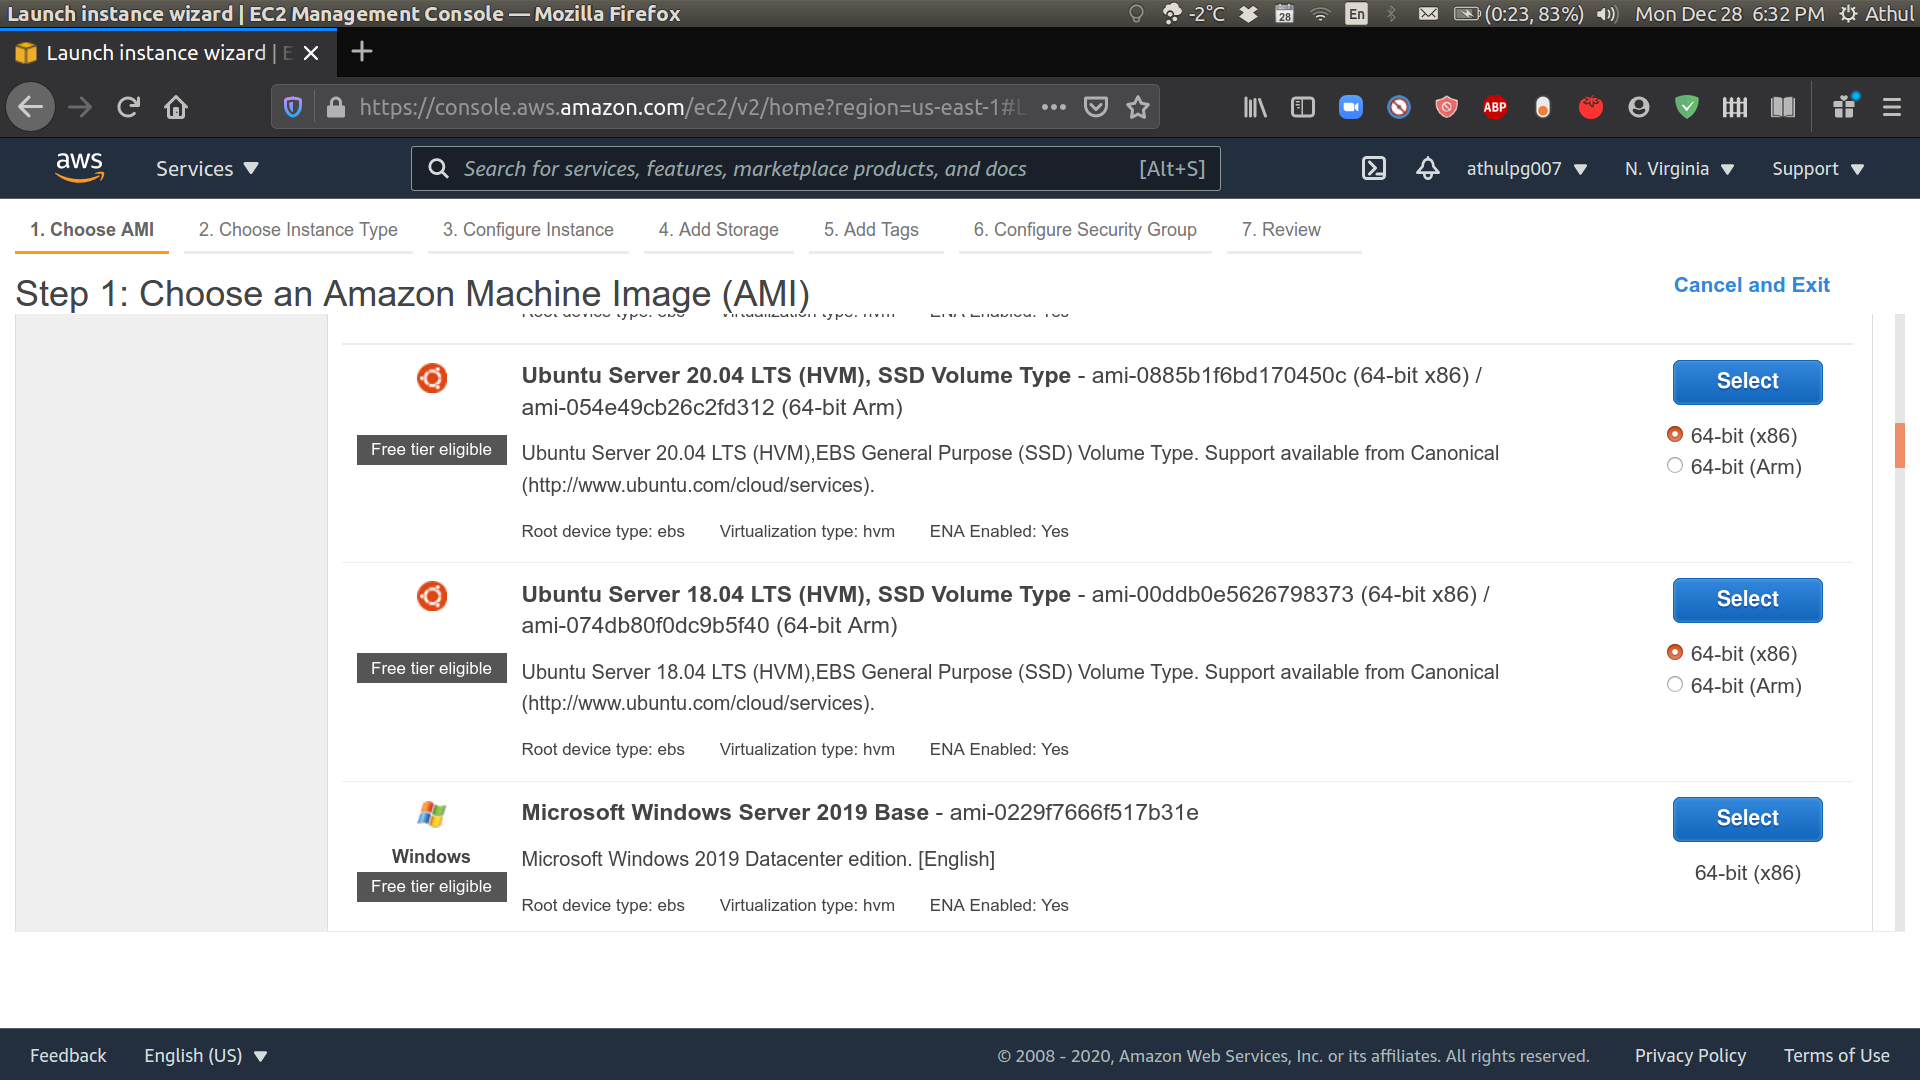 Launch instance wizard | EC2 Management Console — Mozilla Firefox
-2°C
28
En
(0:23, 83%)
Mon Dec 28 6:32 PM
Athul
Launch instance wizard | E
https://console.aws.amazon.com/ec2/v2/home?region=us-east-1#L
ABP
aws
Services
Search for services, features, marketplace products, and docs
[Alt+S]
athulpg007
N. Virginia
Support
1. Choose AMI
2. Choose Instance Type
3. Configure Instance
4. Add Storage
5. Add Tags
6. Configure Security Group
7. Review
Step 1: Choose an Amazon Machine Image (AMI)
Cancel and Exit
Root device type: ebs Virtualization type: hvm ENA Enabled: Yes
Ubuntu Server 20.04 LTS (HVM), SSD Volume Type - ami-0885b1f6bd170450c (64-bit x86) /
ami-054e49cb26c2fd312 (64-bit Arm)
Select
64-bit (x86)
64-bit (Arm)
Free tier eligible
Ubuntu Server 20.04 LTS (HVM),EBS General Purpose (SSD) Volume Type. Support available from Canonical
(http://www.ubuntu.com/cloud/services).
Root device type: ebs Virtualization type: hvm ENA Enabled: Yes
Ubuntu Server 18.04 LTS (HVM), SSD Volume Type - ami-00ddb0e5626798373 (64-bit x86) /
ami-074db80f0dc9b5f40 (64-bit Arm)
Select
64-bit (x86)
64-bit (Arm)
Free tier eligible
Ubuntu Server 18.04 LTS (HVM),EBS General Purpose (SSD) Volume Type. Support available from Canonical
(http://www.ubuntu.com/cloud/services).
Root device type: ebs Virtualization type: hvm ENA Enabled: Yes
Microsoft Windows Server 2019 Base - ami-0229f7666f517b31e
Select
64-bit (x86)
Windows
Free tier eligible
Microsoft Windows 2019 Datacenter edition. [English]
Root device type: ebs Virtualization type: hvm ENA Enabled: Yes
Feedback
English (US)
© 2008 - 2020, Amazon Web Services, Inc. or its affiliates. All rights reserved.
Privacy Policy
Terms of Use